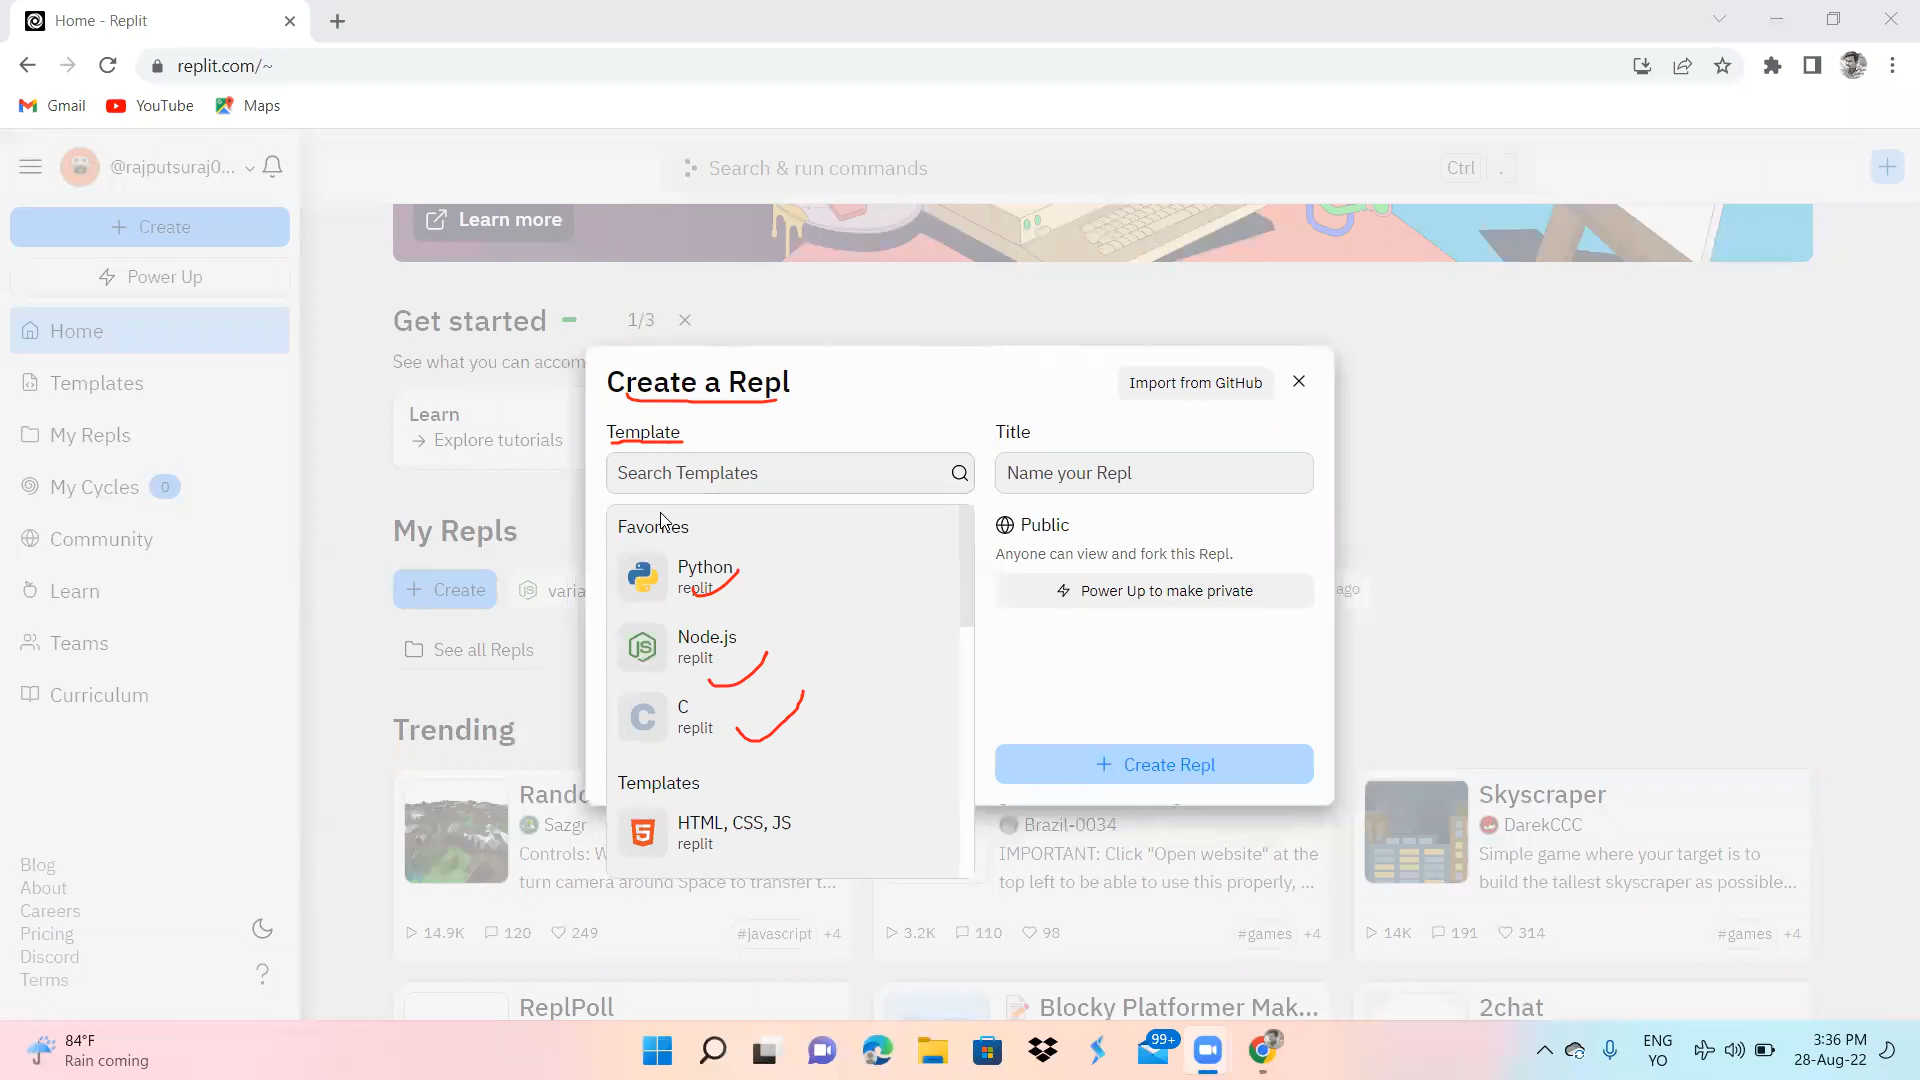 Home - Replit
replit.com/~
Gmail YouTube Maps
@rajputsuraj0...
Search & run commands Ctrl .
Create
Power Up
Home
Templates
My Repls
My Cycles 0
Community
Learn
Teams
Curriculum
Blog
About
Careers
Pricing
Discord
Terms
?
Learn more
Get started 1/3
See what you can accom
Learn
Explore tutorials
My Repls
Create varia ago
See all Repls
Trending
Create a Repl
Import from GitHub
Template
Search Templates
Favorites
Python
replit
Node.js
replit
C
replit
Templates
HTML, CSS, JS
replit
Title
Name your Repl
Public
Anyone can view and fork this Repl.
Power Up to make private
Create Repl
Sazgr
Controls: W
turn camera around Space to transfer t...
14.9K 120 249 #javascript +4
Brazil-0034
IMPORTANT: Click "Open website" at the
top left to be able to use this properly, ...
3.2K 110 98 #games +4
Skyscraper
DarekCCC
Simple game where your target is to
build the tallest skyscraper as possible...
14K 191 314 #games +4
ReplPoll
Blocky Platformer Mak...
2chat
84°F
Rain coming
99+
ENG
YO
3:36 PM
28-Aug-22